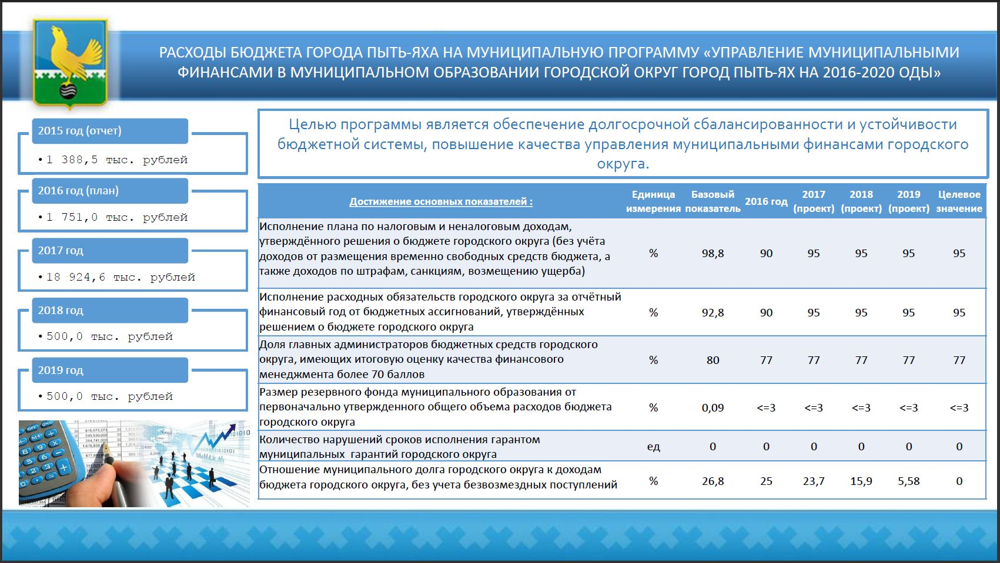 РАСХОДЫ БЮДЖЕТА ГОРОДА ПЫТЬ-ЯХА НА МУНИЦИПАЛЬНУЮ ПРОГРАММУ «УПРАВЛЕНИЕ МУНИЦИПАЛЬНЫМИ
ФИНАНСАМИ В МУНИЦИПАЛЬНОМ ОБРАЗОВАНИИ ГОРОДСКОЙ ОКРУГ ГОРОД ПЫТЬ-ЯХ НА 2016-2020 ОДЫ»
2015 год (отчет)
• 1 388,5 тыс. рублей
2016 год (план)
• 1 751,0 тыс. рублей
2017 год
• 18 924,6 тыс. рублей
2018 год
• 500,0 тыс. рублей
2019 год
• 500,0 тыс. рублей
Целью программы является обеспечение долгосрочной сбалансированности и устойчивости
бюджетной системы, повышение качества управления муниципальными финансами городского
округа.
Достижение основных показателей : Единица измерения Базовый показатель 2016 год 2017 (проект) 2018 (проект) 2019 (проект) Целевое значение
Исполнение плана по налоговым и неналоговым доходам,
утверждённого решения о бюджете городского округа (без учёта
доходов от размещения временно свободных средств бюджета, а
также доходов по штрафам, санкциям, возмещению ущерба)
% 98,8 90 95 95 95 95
Исполнение расходных обязательств городского округа за отчётный
финансовый год от бюджетных ассигнований, утверждённых
решением о бюджете городского округа
% 92,8 90 95 95 95 95
Доля главных администраторов бюджетных средств городского
округа, имеющих итоговую оценку качества финансового
менеджмента более 70 баллов
% 80 77 77 77 77 77
Размер резервного фонда муниципального образования от
первоначально утвержденного общего объема расходов бюджета
городского округа
% 0,09 <=3 <=3 <=3 <=3 <=3
Количество нарушений сроков исполнения гарантом
муниципальных гарантий городского округа
ед 0 0 0 0 0 0
Отношение муниципального долга городского округа к доходам
бюджета городского округа, без учета безвозмездных поступлений
% 26,8 25 23,7 15,9 5,58 0